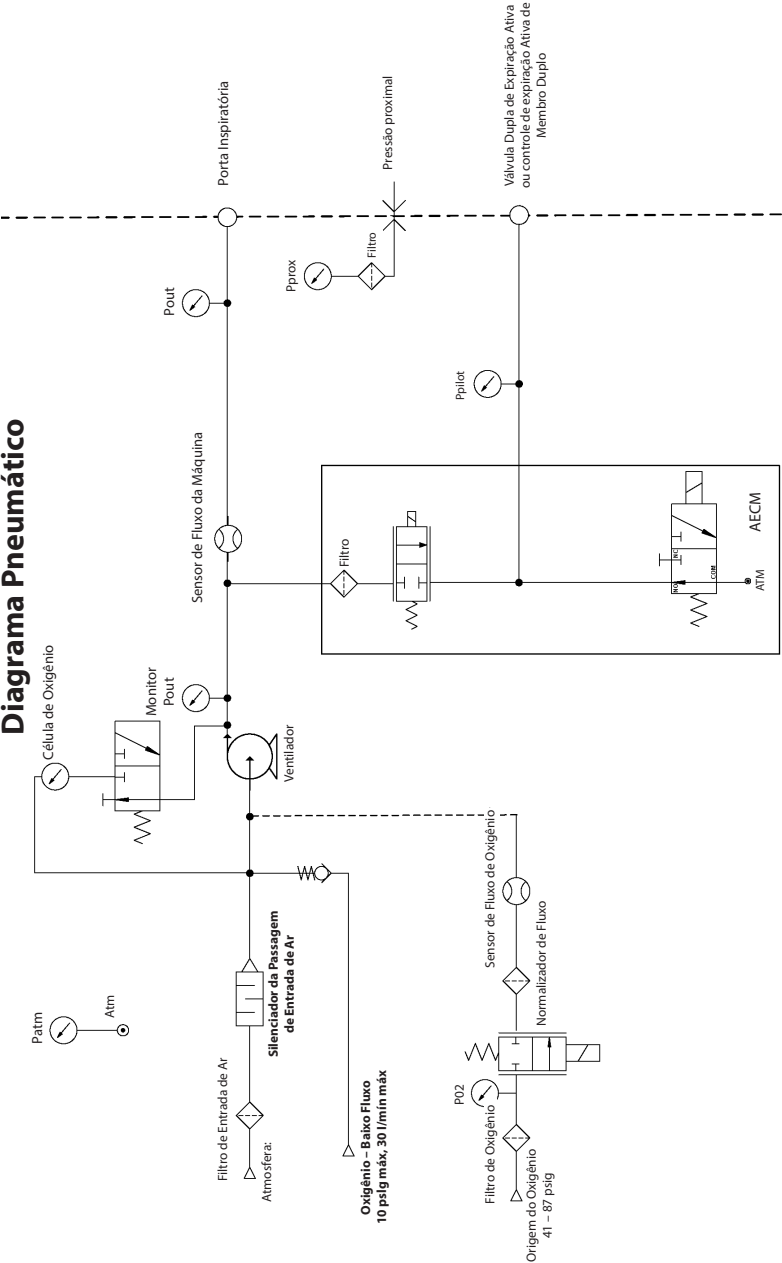 Diagrama Pneumático
Patm
Atm
Célula de Oxigênio
Monitor
Pout
Ventilador
Sensor de Fluxo da Máquina
Pout
Porta Inspiratória
Filtro de Entrada de Ar
Atmosfera:
Silenciador da Passagem
de Entrada de Ar
Oxigênio – Baixo Fluxo
10 psIg máx, 30 l/mín máx
Pprox
Filtro
Pressão proximal
Filtro
NO
NC
COM
ATM
AECM
Ppilot
Válvula Dupla de Expiração Ativa
ou controle de expiração Ativa de
Membro Duplo
Origem do Oxigênio
41 – 87 psig
Filtro de Oxigênio
P02
Normalizador de Fluxo
Sensor de Fluxo de Oxigênio